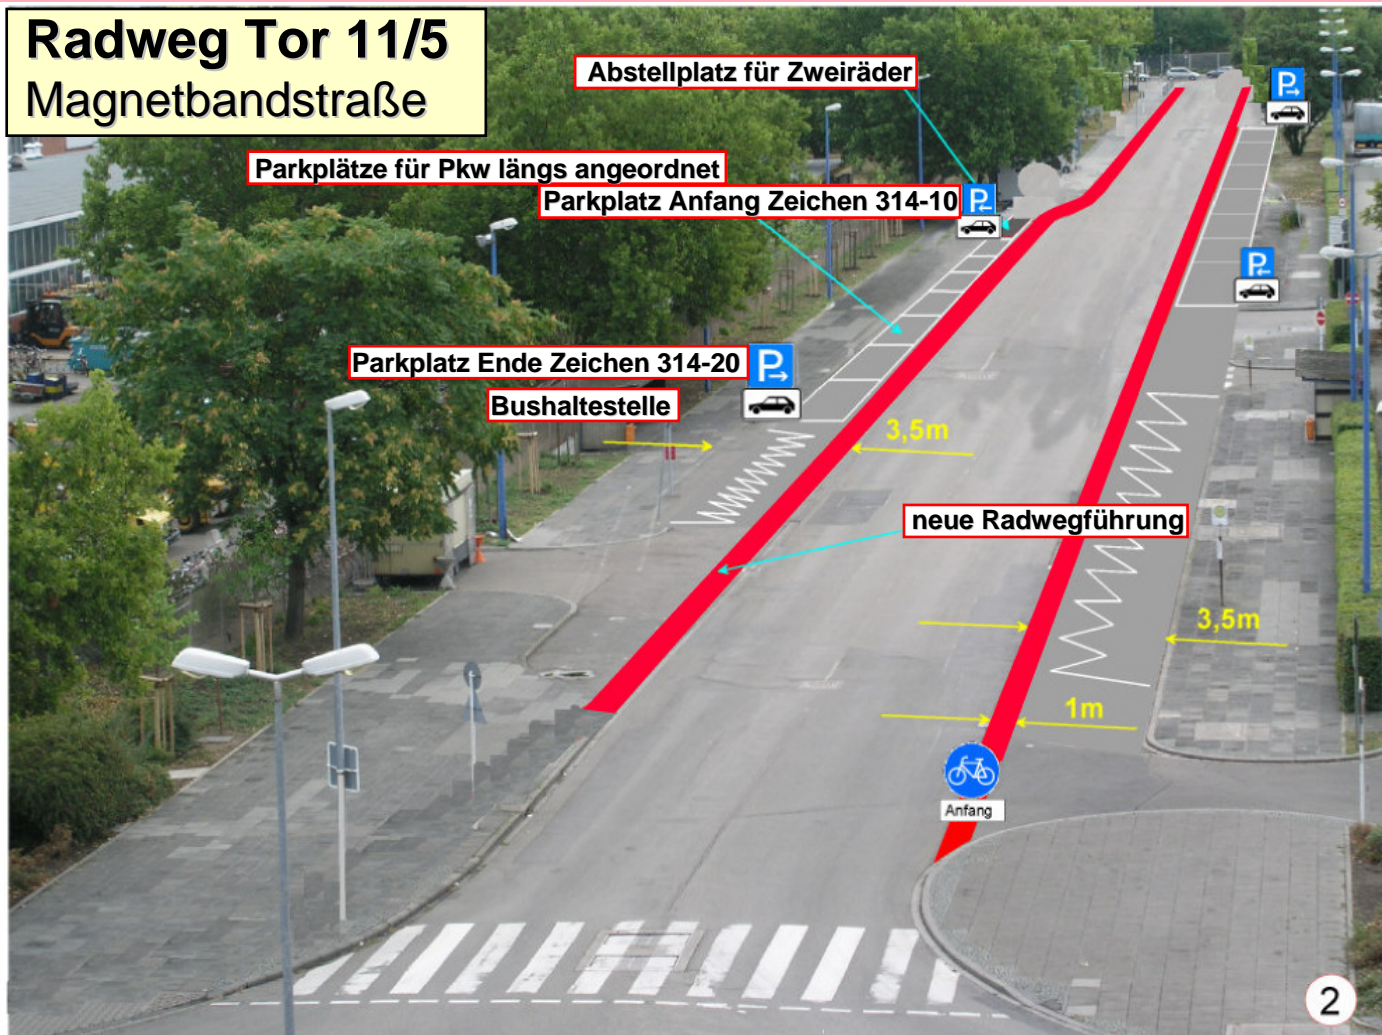 Radweg Tor 11/5
Magnetbandstraße
Abstellplatz für Zweiräder
P
Parkplätze für Pkw längs angeordnet
Parkplatz Anfang Zeichen 314-10
P
P
Parkplatz Ende Zeichen 314-20
P
Bushaltestelle
3,5m
neue Radwegführung
3,5m
1m
Anfang
2